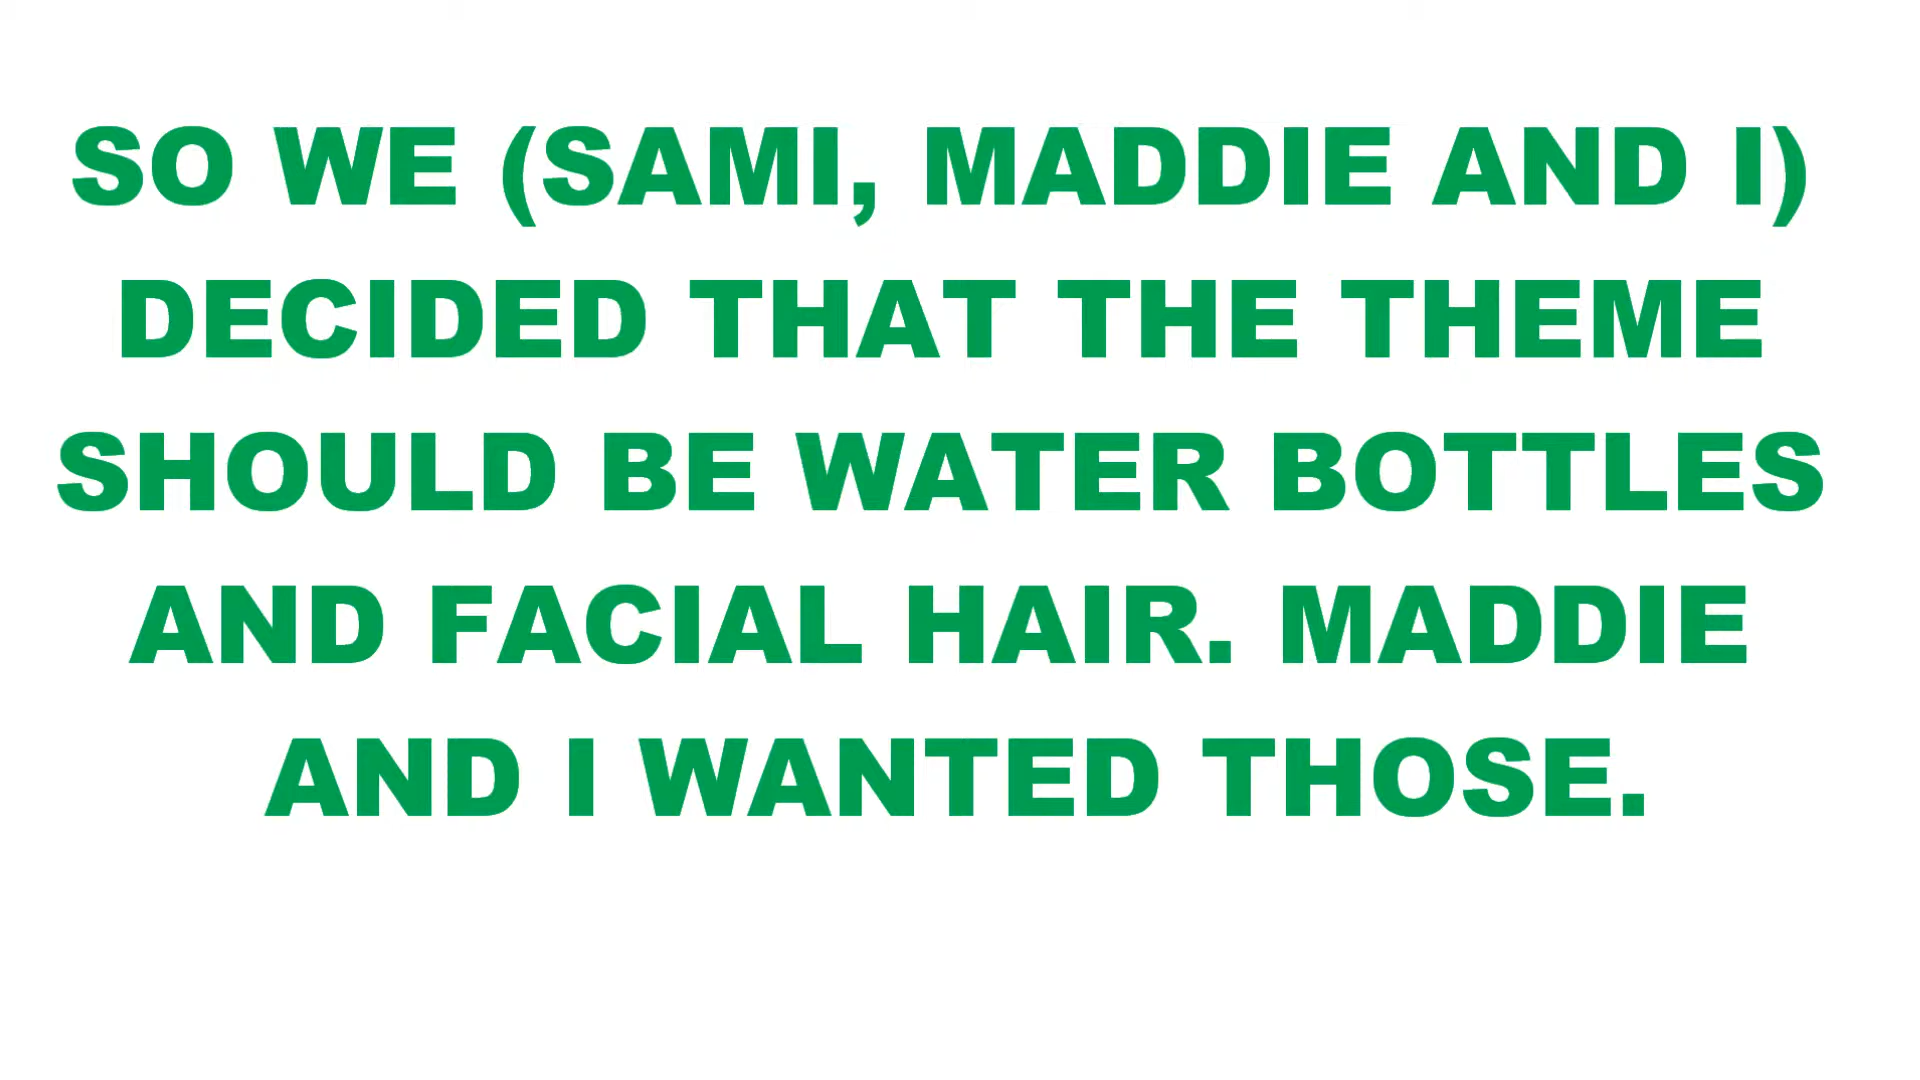 SO WE (SAMI, MADDIE AND I)
DECIDED THAT THE THEME
SHOULD BE WATER BOTTLES
AND FACIAL HAIR. MADDIE
AND I WANTED THOSE.